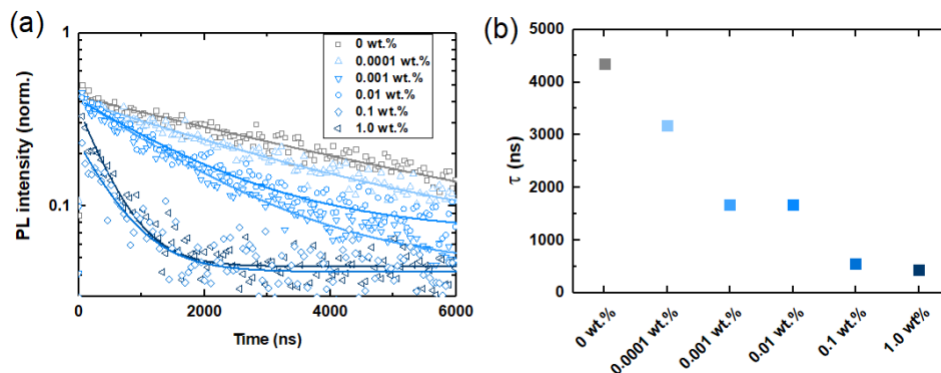 (a)
PL intensity (norm.)
1
0.1
0 wt.%
0.0001 wt.%
0.001 wt.%
0.01 wt.%
0.1 wt.%
1.0 wt.%
0 2000 4000 6000
Time (ns)
(b)
τ (ns)
5000
4000
3000
2000
1000
0
0 wt.%
0.0001 wt.%
0.001 wt.%
0.01 wt.%
0.1 wt.%
1.0 wt%